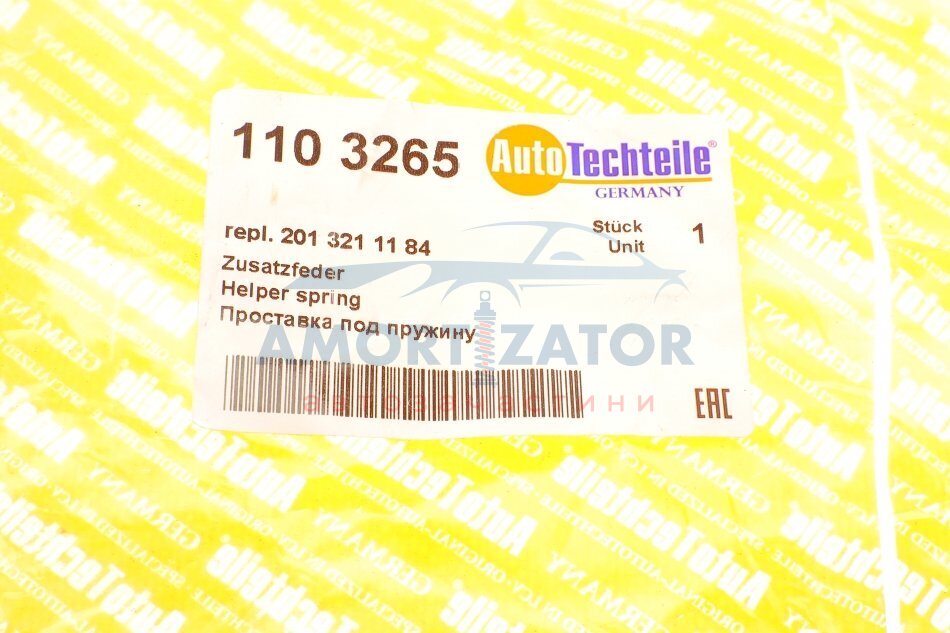 110 3265
AutoTechteile®
GERMANY
repl. 201 321 11 84
Stück
Unit
1
Zusatzfeder
Helper spring
Проставка под пружину
AMORTIZATOR
автозапчастини
EAC